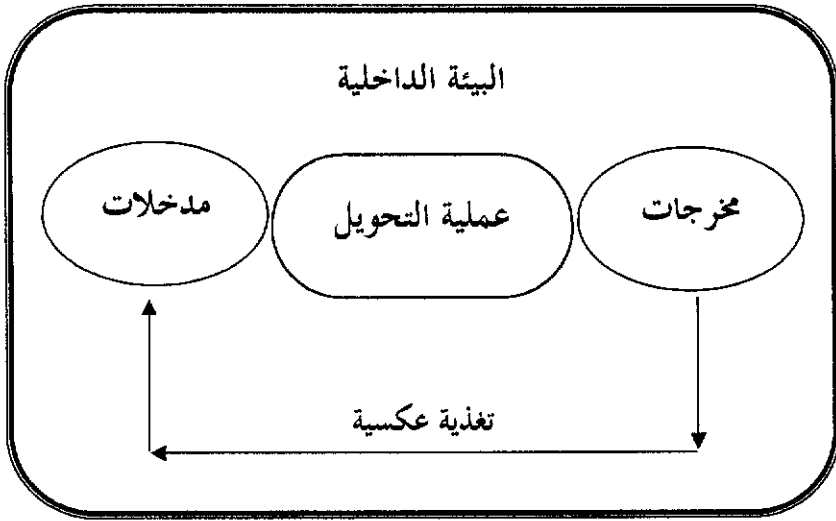 البيئة الداخلية
مخرجات
عملية التحويل
مدخلات
تغذية عكسية